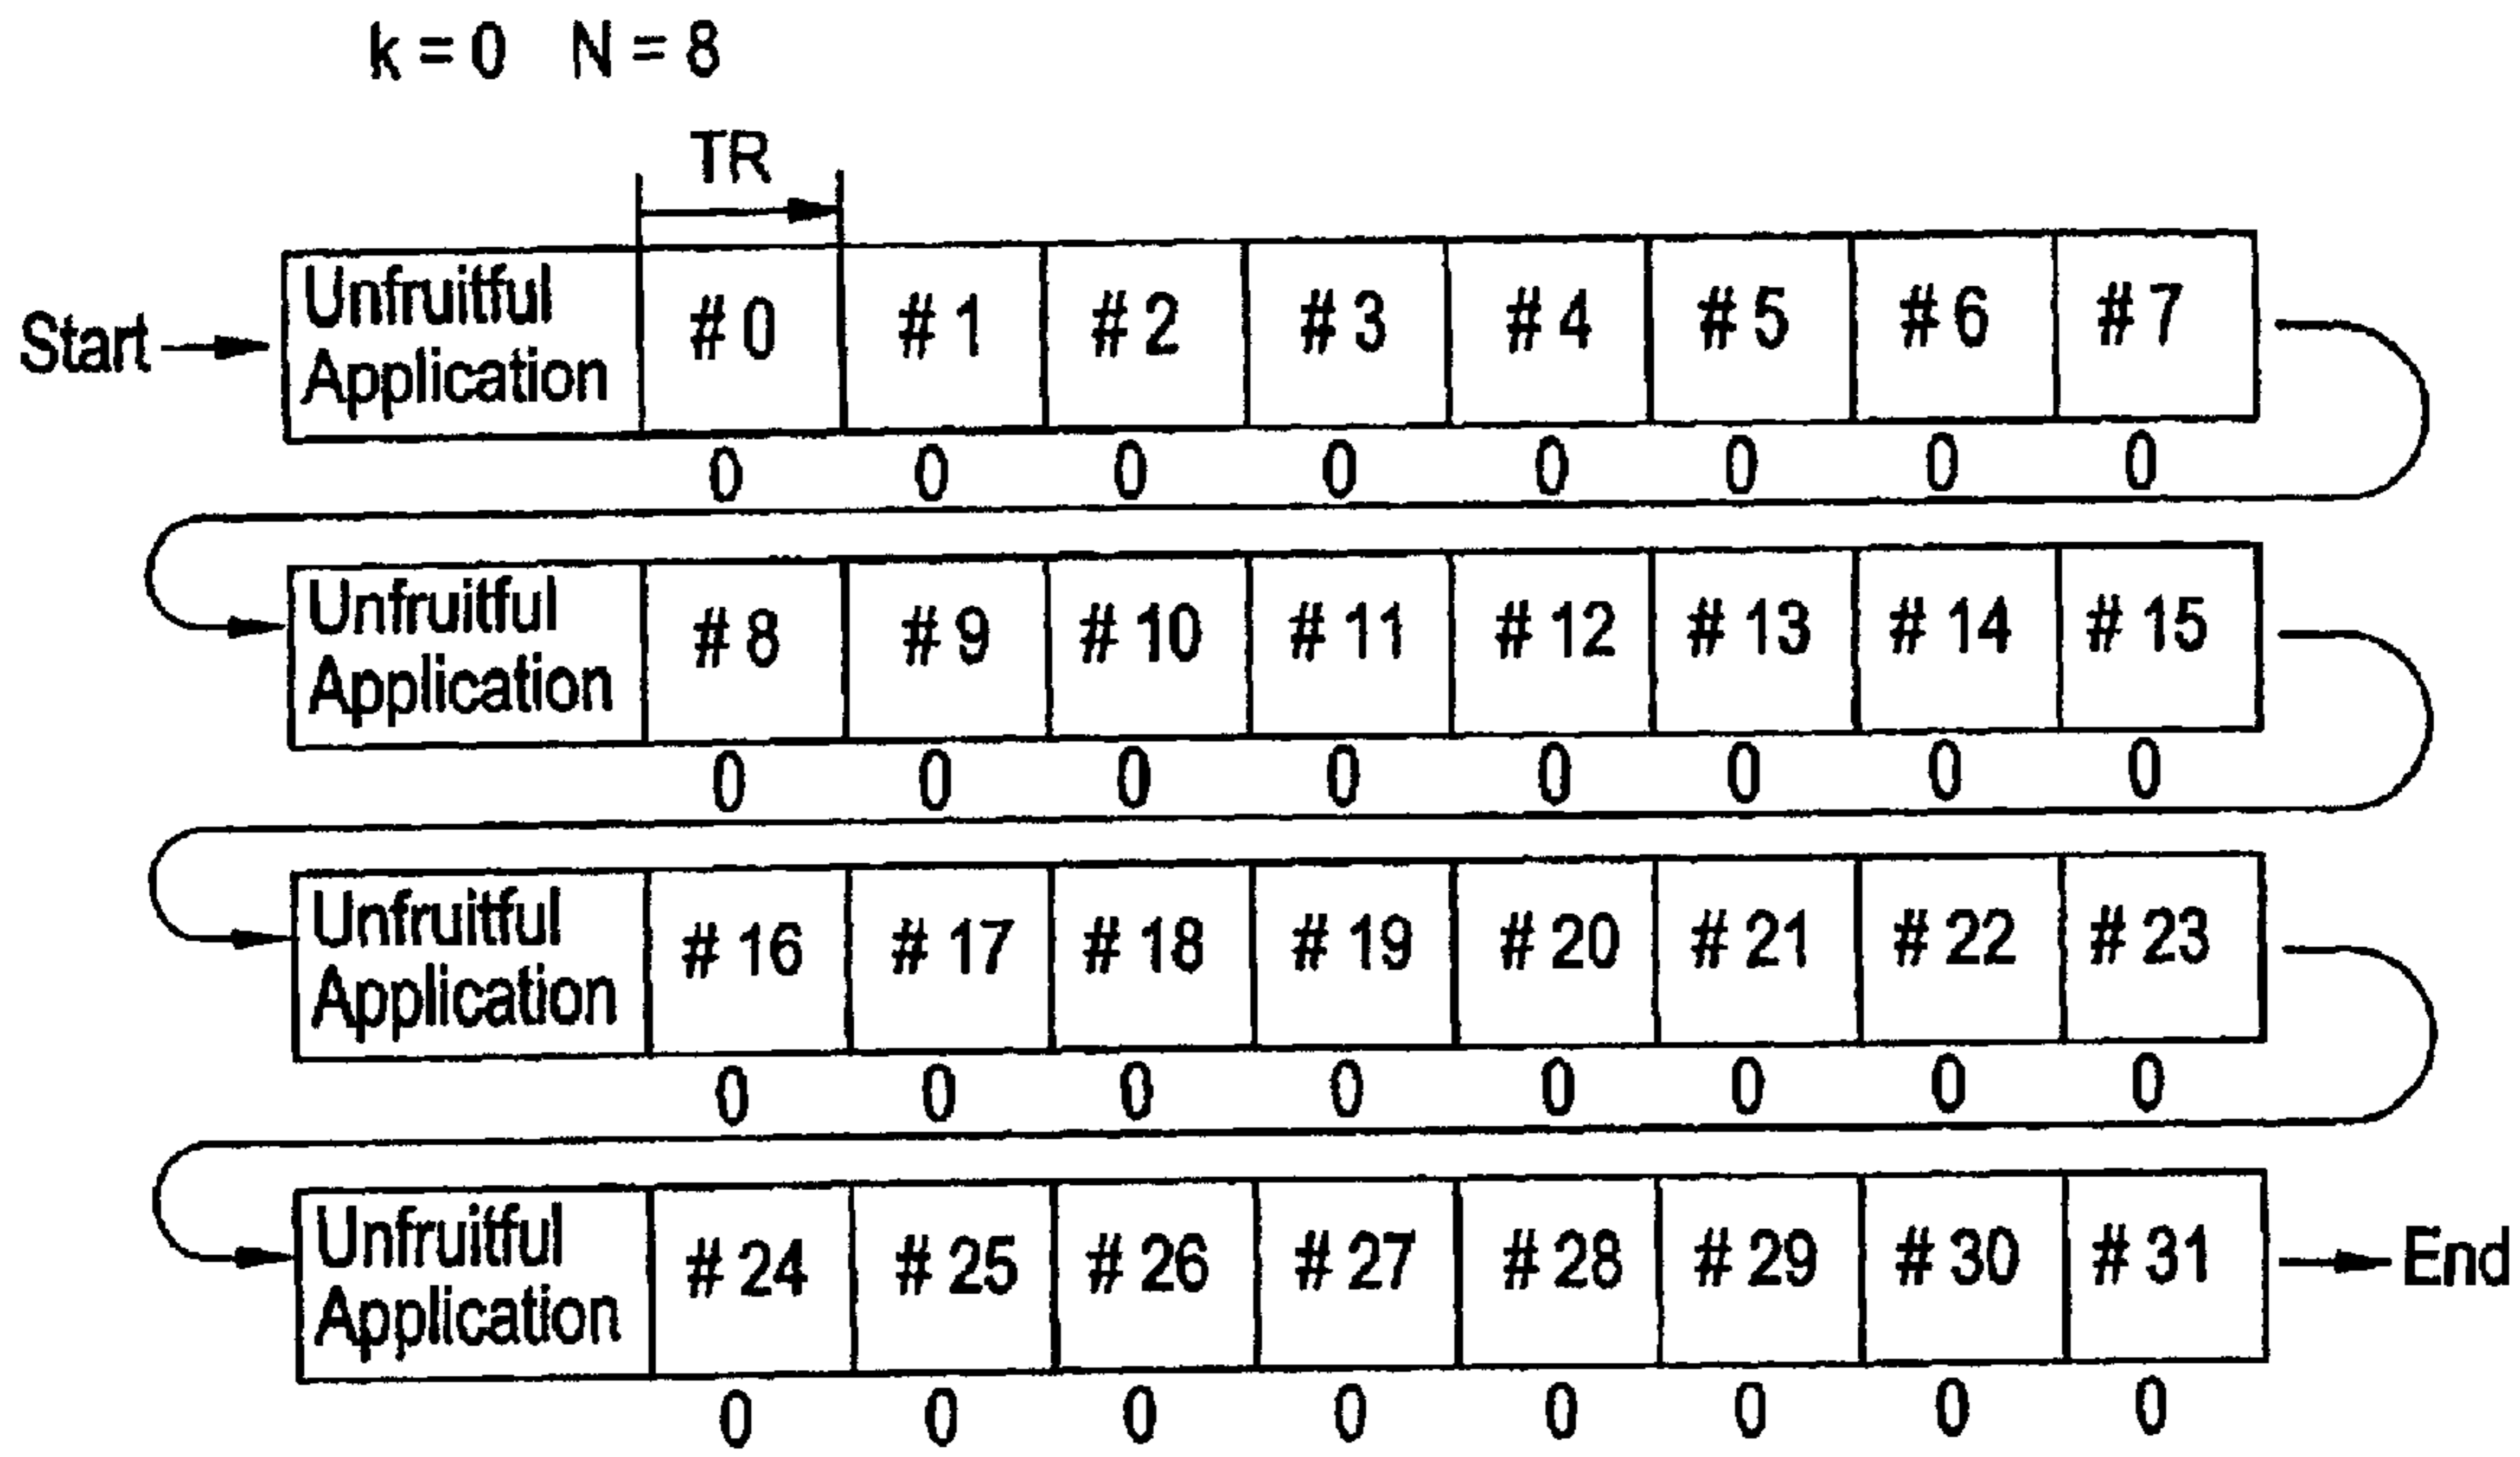 k = 0 N = 8
TR
Start
Unfruitful
Application
# 0 # 1 # 2 # 3 # 4 # 5 # 6 # 7
0 0 0 0 0 0 0 0
Unfruitful
Application
# 8 # 9 # 10 # 11 # 12 # 13 # 14 # 15
0 0 0 0 0 0 0 0
Unfruitful
Application
# 16 # 17 # 18 # 19 # 20 # 21 # 22 # 23
0 0 0 0 0 0 0 0
Unfruitful
Application
# 24 # 25 # 26 # 27 # 28 # 29 # 30 # 31
End
0 0 0 0 0 0 0 0